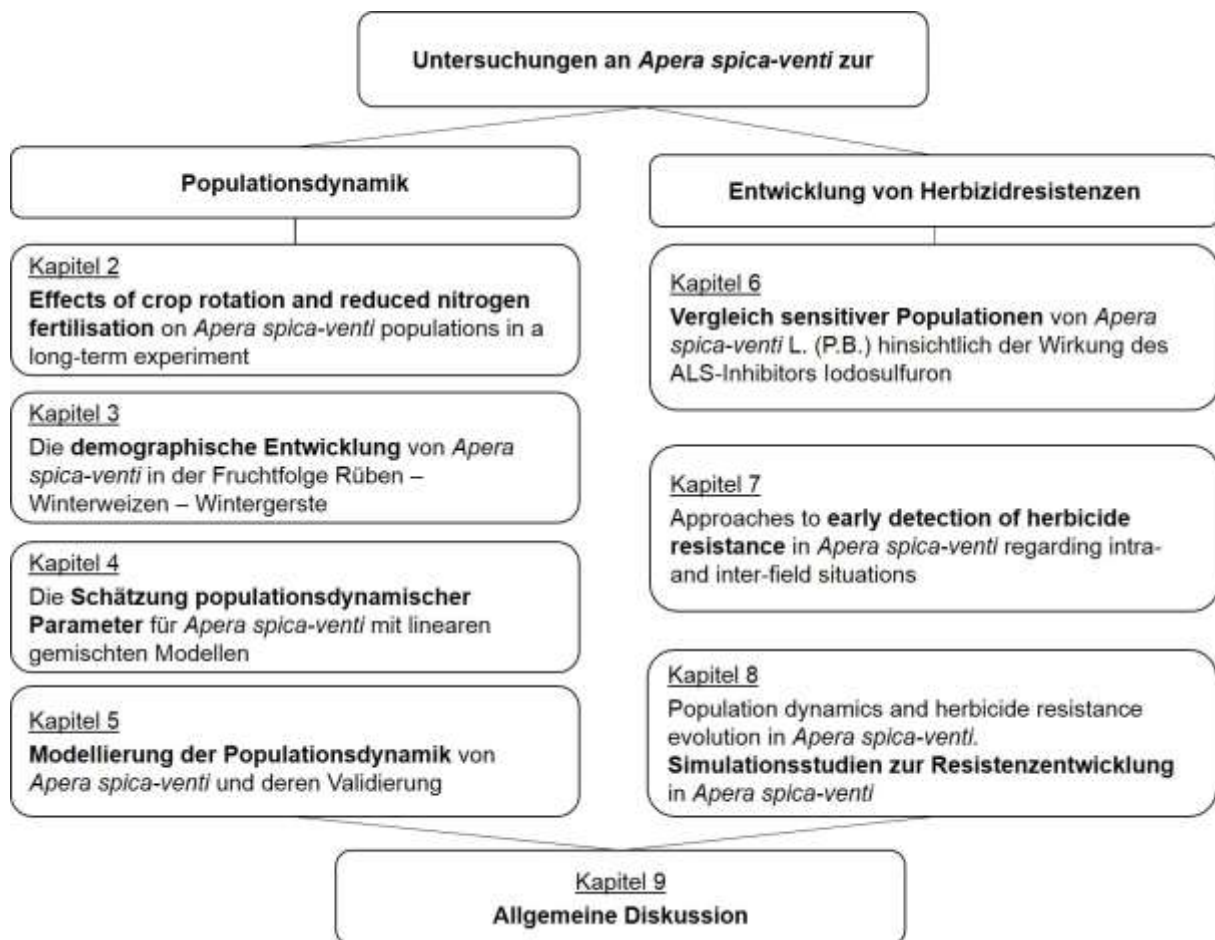 Untersuchungen an Apera spica-venti zur
Populationsdynamik
Kapitel 2
Effects of crop rotation and reduced nitrogen
fertilisation on Apera spica-venti populations in a
long-term experiment
Kapitel 3
Die demographische Entwicklung von Apera
spica-venti in der Fruchtfolge Rüben –
Winterweizen – Wintergerste
Kapitel 4
Die Schätzung populationsdynamischer
Parameter für Apera spica-venti mit linearen
gemischten Modellen
Kapitel 5
Modellierung der Populationsdynamik von
Apera spica-venti und deren Validierung
Entwicklung von Herbizidresistenzen
Kapitel 6
Vergleich sensitiver Populationen von Apera
spica-venti L. (P.B.) hinsichtlich der Wirkung des
ALS-Inhibitors Iodosulfuron
Kapitel 7
Approaches to early detection of herbicide
resistance in Apera spica-venti regarding intra-
and inter-field situations
Kapitel 8
Population dynamics and herbicide resistance
evolution in Apera spica-venti.
Simulationsstudien zur Resistenzentwicklung
in Apera spica-venti
Kapitel 9
Allgemeine Diskussion